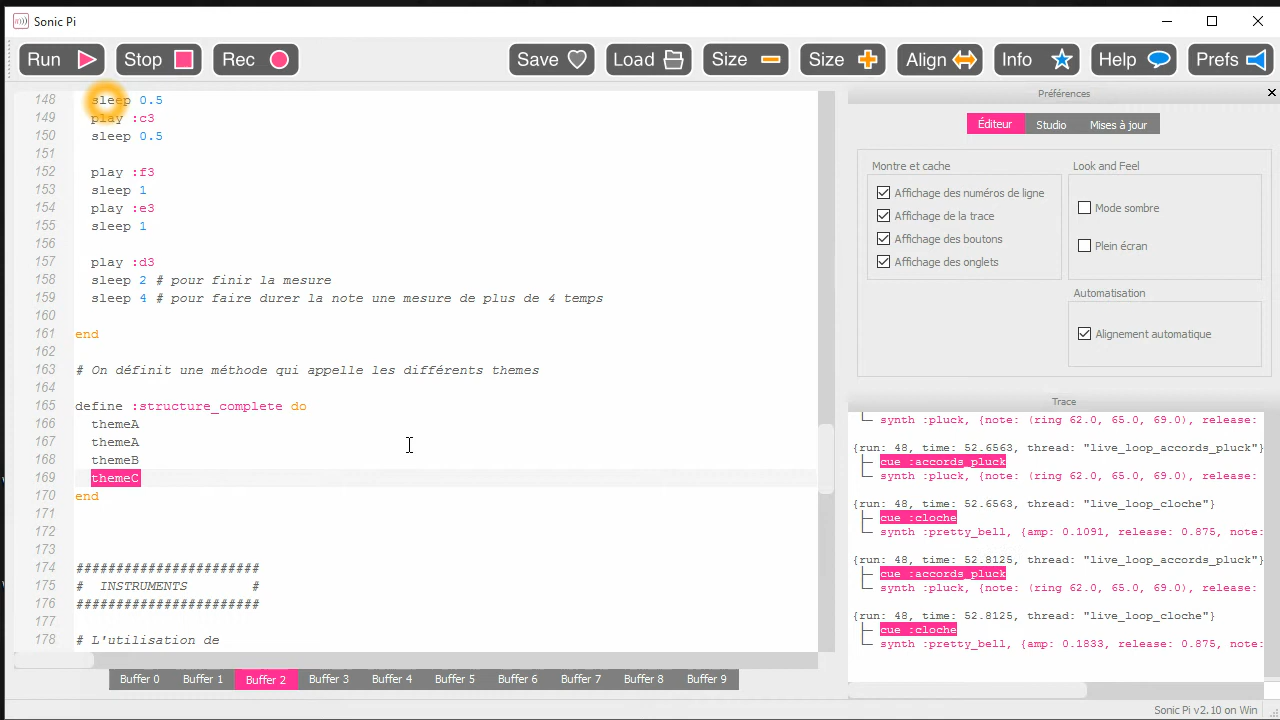 Sonic Pi
Run Stop Rec Save Load Size Size Align Info Help Prefs
148 sleep 0.5
149 play :c3
150 sleep 0.5
151
152 play :f3
153 sleep 1
154 play :e3
155 sleep 1
156
157 play :d3
158 sleep 2 # pour finir la mesure
159 sleep 4 # pour faire durer la note une mesure de plus de 4 temps
160
161 end
162
163 # On définit une méthode qui appelle les différents themes
164
165 define :structure_complete do
166 themeA
167 themeA
168 themeB
169 themeC
170 end
171
172
173
174 #######################
175 # INSTRUMENTs #
176 #######################
177
178 # L'utilisation de
Buffer 0 Buffer 1 Buffer 2 Buffer 3 Buffer 4 Buffer 5 Buffer 6 Buffer 7 Buffer 8 Buffer 9
Préférences
Éditeur Studio Mises à jour
Montre et cache
Affichage des numéros de ligne
Affichage de la trace
Affichage des boutons
Affichage des onglets
Look and Feel
Mode sombre
Plein écran
Automatisation
Alignement automatique
Trace
synth :pluck, {note: (ring 62.0, 65.0, 69.0), release:
{run: 48, time: 52.6563, thread: "live_loop_accords_pluck"}
cue :accords_pluck
synth :pluck, {note: (ring 62.0, 65.0, 69.0), release:
{run: 48, time: 52.6563, thread: "live_loop_cloche"}
cue :cloche
synth :pretty_bell, {amp: 0.1091, release: 0.875, note:
{run: 48, time: 52.8125, thread: "live_loop_accords_pluck"}
cue :accords_pluck
synth :pluck, {note: (ring 62.0, 65.0, 69.0), release:
{run: 48, time: 52.8125, thread: "live_loop_cloche"}
cue :cloche
synth :pretty_bell, {amp: 0.1833, release: 0.875, note:
Sonic Pi v2.10 on Win